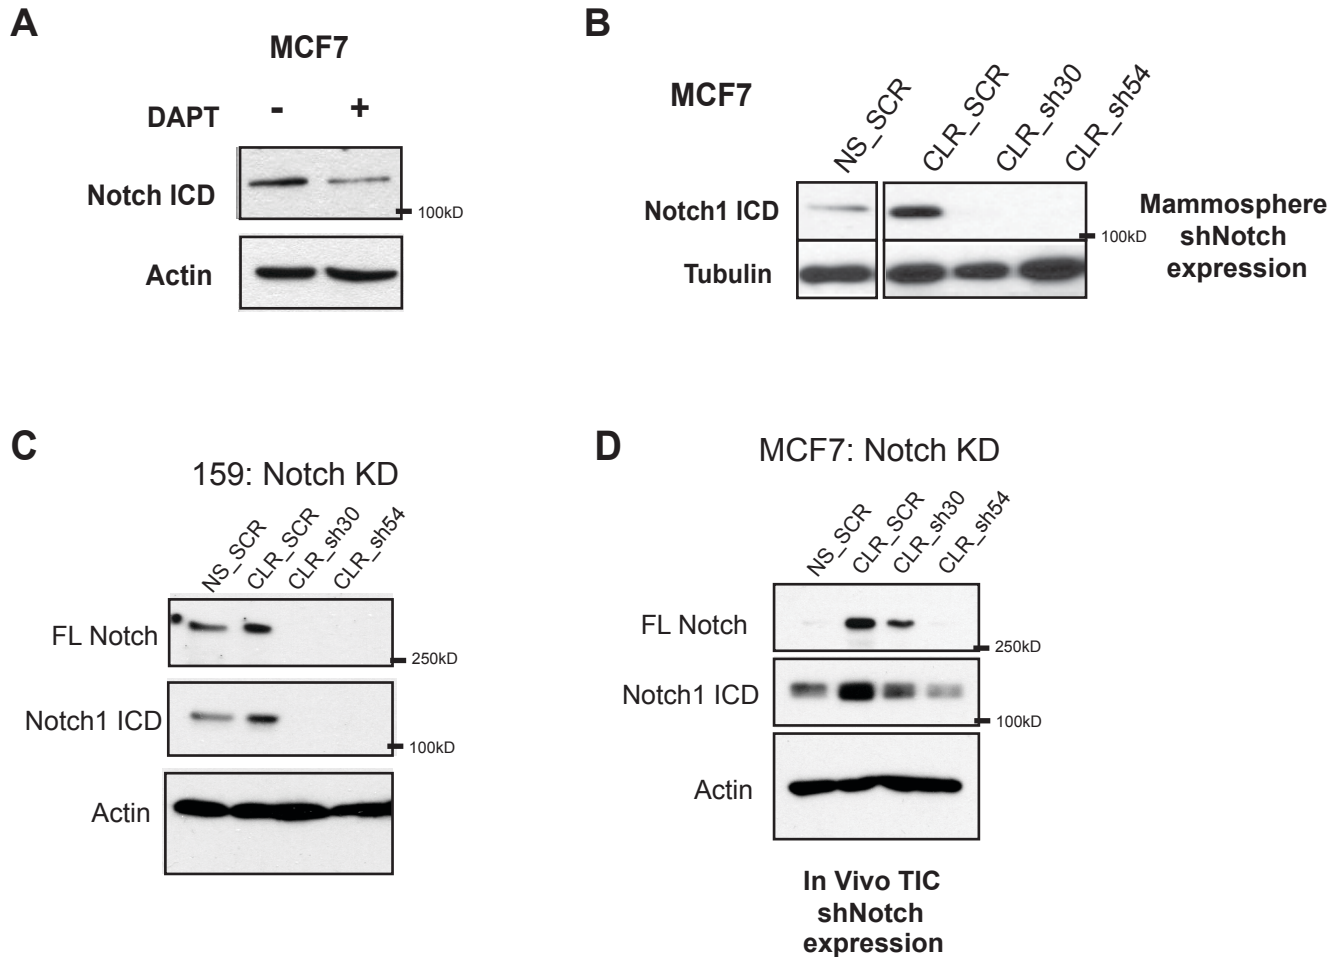 A
MCF7
DAPT - +
Notch ICD
100kD
Actin
B
MCF7
NS_SCR
CLR_SCR
CLR_sh30
CLR_sh54
Notch1 ICD
100kD
Tubulin
Mammosphere
shNotch
expression
C
159: Notch KD
NS_SCR
CLR_SCR
CLR_sh30
CLR_sh54
FL Notch
250kD
Notch1 ICD
100kD
Actin
D
MCF7: Notch KD
NS_SCR
CLR_SCR
CLR_sh30
CLR_sh54
FL Notch
250kD
Notch1 ICD
100kD
Actin
In Vivo TIC
shNotch
expression